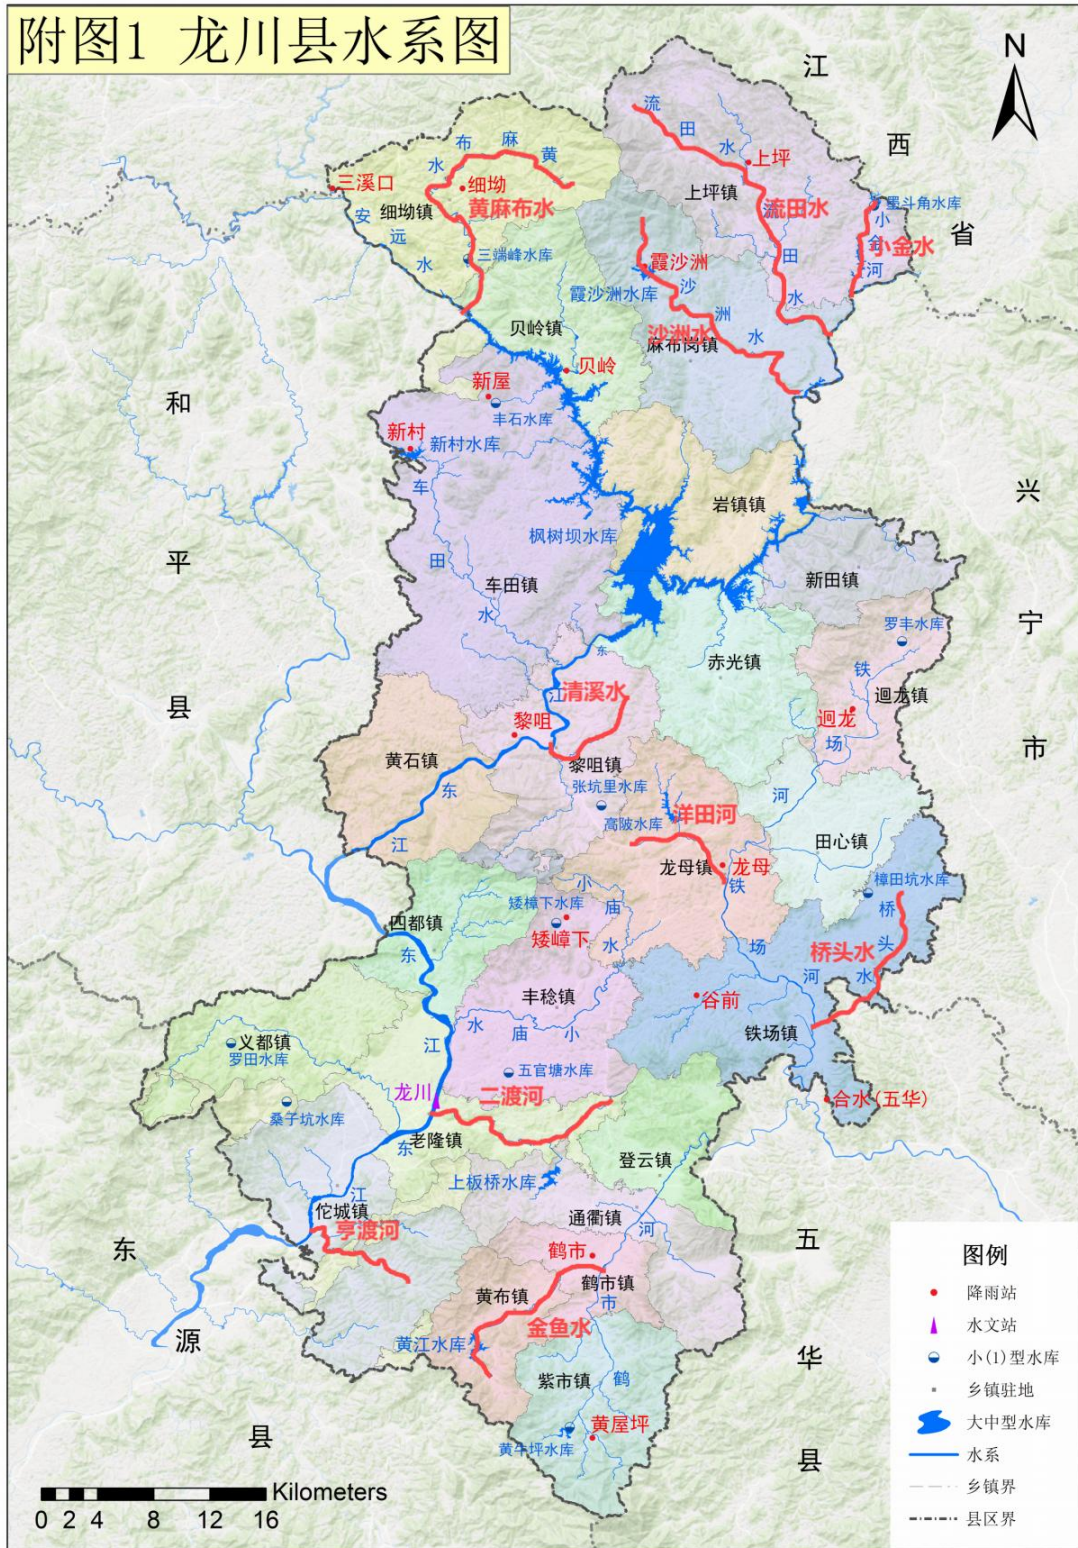 附图1 龙川县水系图
N
江
西
省
和
平
县
兴
宁
市
东
源
县
五
华
县
流
田
水
上坪
上坪镇
流
田
水
流田水
墨斗角水库
小
金
河
小金水
水
布
麻
黄
三溪口
细坳
细坳镇
黄麻布水
安
远
水
三端峰水库
霞沙洲
霞沙洲水库
沙
洲
水
沙洲水
麻布岗镇
贝岭镇
贝岭
新屋
丰石水库
新村
新村水库
车
田
水
车田镇
枫树坝水库
岩镇镇
新田镇
罗丰水库
赤光镇
铁
迴龙镇
迴龙
场
河
东
江
清溪水
黎咀
黎咀镇
黄石镇
东
江
张坑里水库
高陂水库
洋田河
龙母镇
龙母
铁
田心镇
樟田坑水库
桥
头
水
桥头水
场
河
四都镇
小
庙
水
矮樟下水库
矮嶂下
丰稔镇
谷前
铁场镇
东
江
水
庙
小
义都镇
罗田水库
五官塘水库
龙川
二渡河
合水(五华)
桑子坑水库
老隆镇
东
江
登云镇
上板桥水库
佗城镇
亨渡河
通衢镇
河
鹤市
鹤市镇
市
黄布镇
金鱼水
黄江水库
紫市镇
鹤
黄屋坪
黄牛坪水库
图例
降雨站
水文站
小(1)型水库
乡镇驻地
大中型水库
水系
乡镇界
县区界
Kilometers
0 2 4 8 12 16